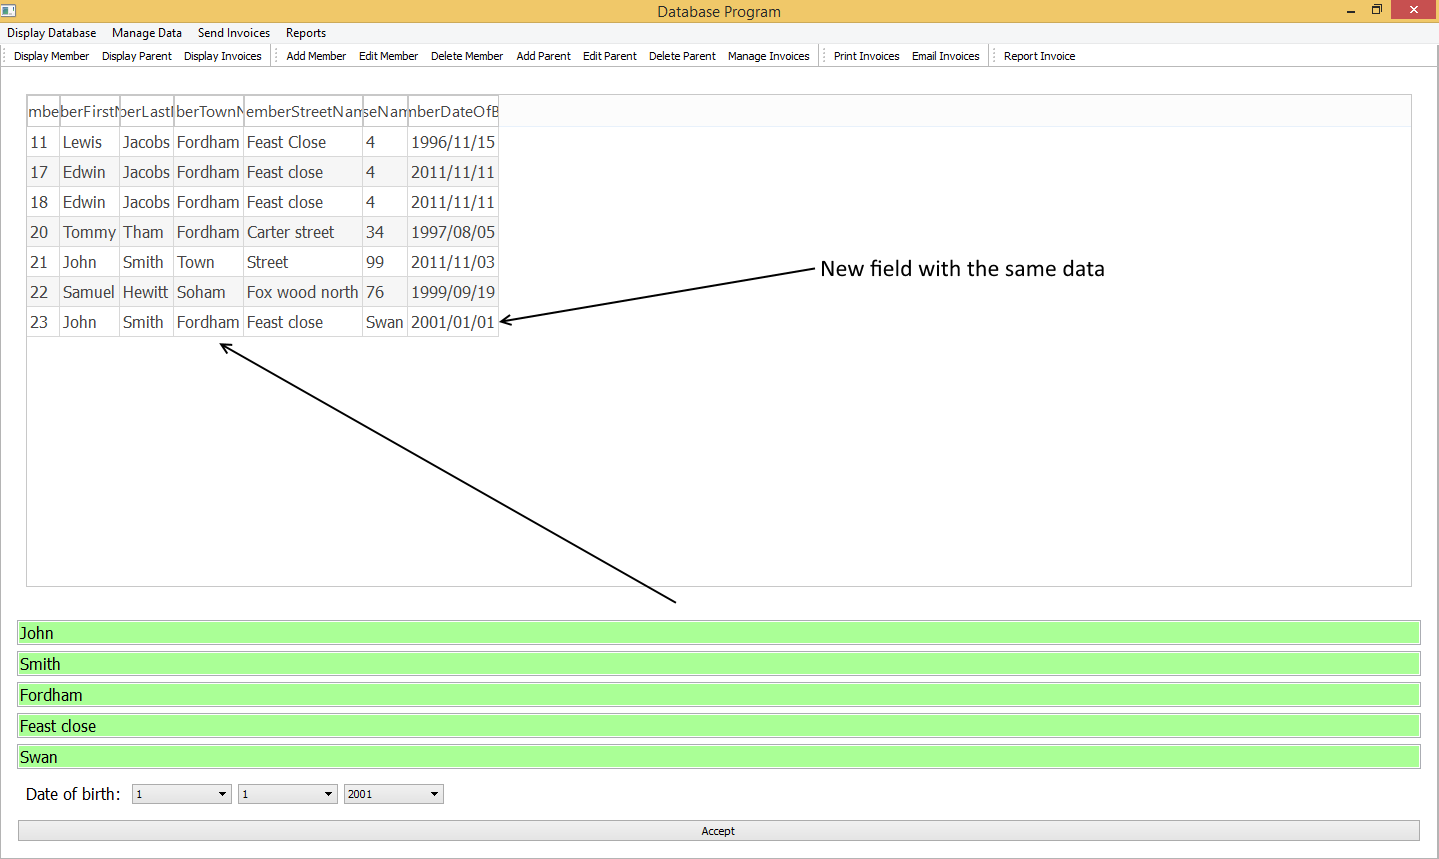 Database Program
Display Database Manage Data Send Invoices Reports
Display Member Display Parent Display Invoices Add Member Edit Member Delete Member Add Parent Edit Parent Delete Parent Manage Invoices Print Invoices Email Invoices Report Invoice
mbe berFirstN berLastI berTownN emberStreetNam seNam mberDateOfB
11 Lewis Jacobs Fordham Feast Close 4 1996/11/15
17 Edwin Jacobs Fordham Feast close 4 2011/11/11
18 Edwin Jacobs Fordham Feast close 4 2011/11/11
20 Tommy Tham Fordham Carter street 34 1997/08/05
21 John Smith Town Street 99 2011/11/03
New field with the same data
22 Samuel Hewitt Soham Fox wood north 76 1999/09/19
23 John Smith Fordham Feast close Swan 2001/01/01
John
Smith
Fordham
Feast close
Swan
Date of birth: 1 1 2001
Accept